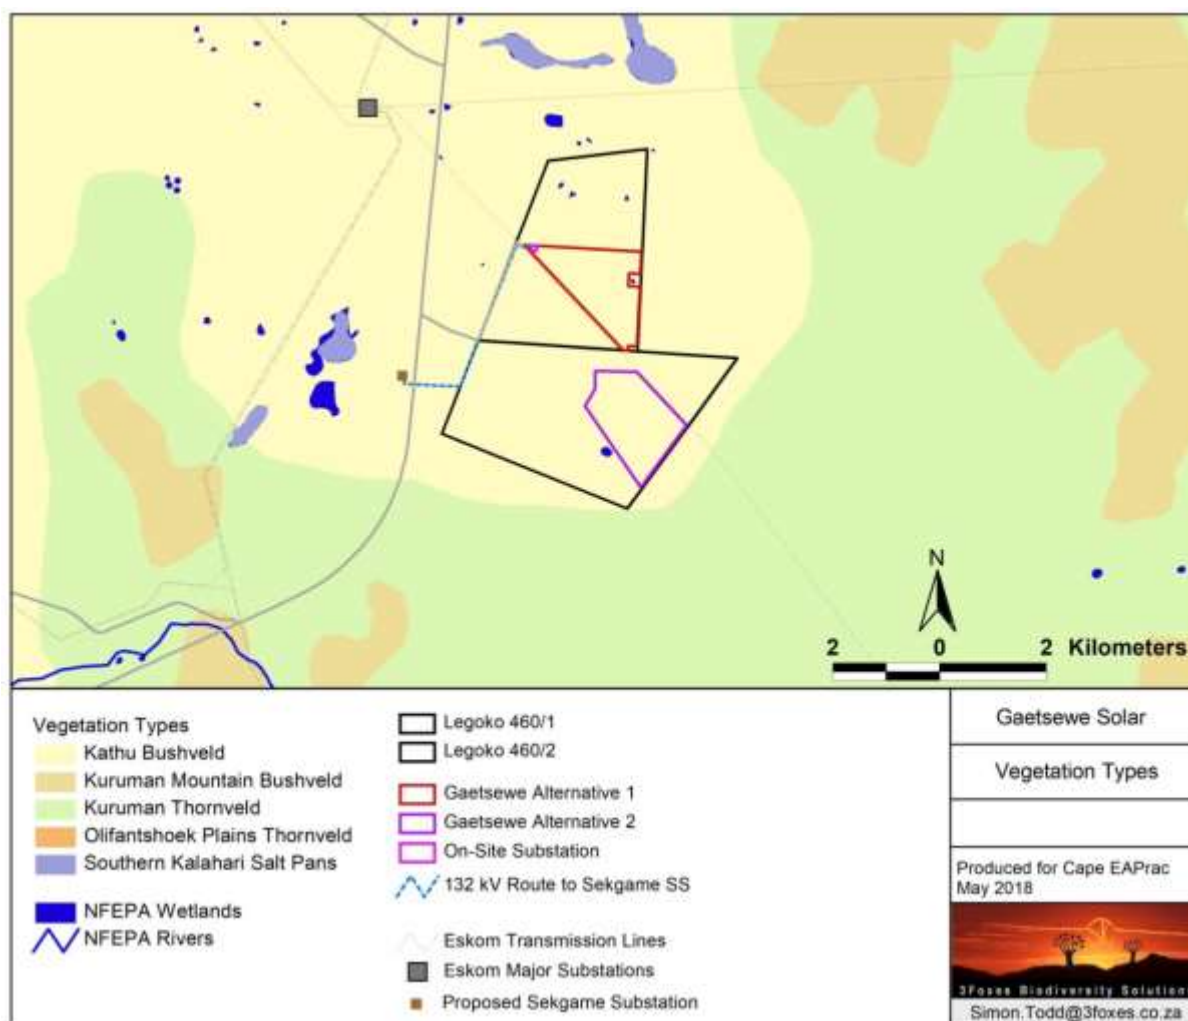 N
2 0 2 Kilometers
Vegetation Types
Kathu Bushveld
Kuruman Mountain Bushveld
Kuruman Thornveld
Olifantshoek Plains Thornveld
Southern Kalahari Salt Pans
NFEPA Wetlands
NFEPA Rivers
Legoko 460/1
Legoko 460/2
Gaetsewe Alternative 1
Gaetsewe Alternative 2
On-Site Substation
132 kV Route to Sekgame SS
Eskom Transmission Lines
Eskom Major Substations
Proposed Sekgame Substation
Gaetsewe Solar
Vegetation Types
Produced for Cape EAPrac
May 2018
3Foxes Biodiversity Solutions
Simon.Todd@3foxes.co.za